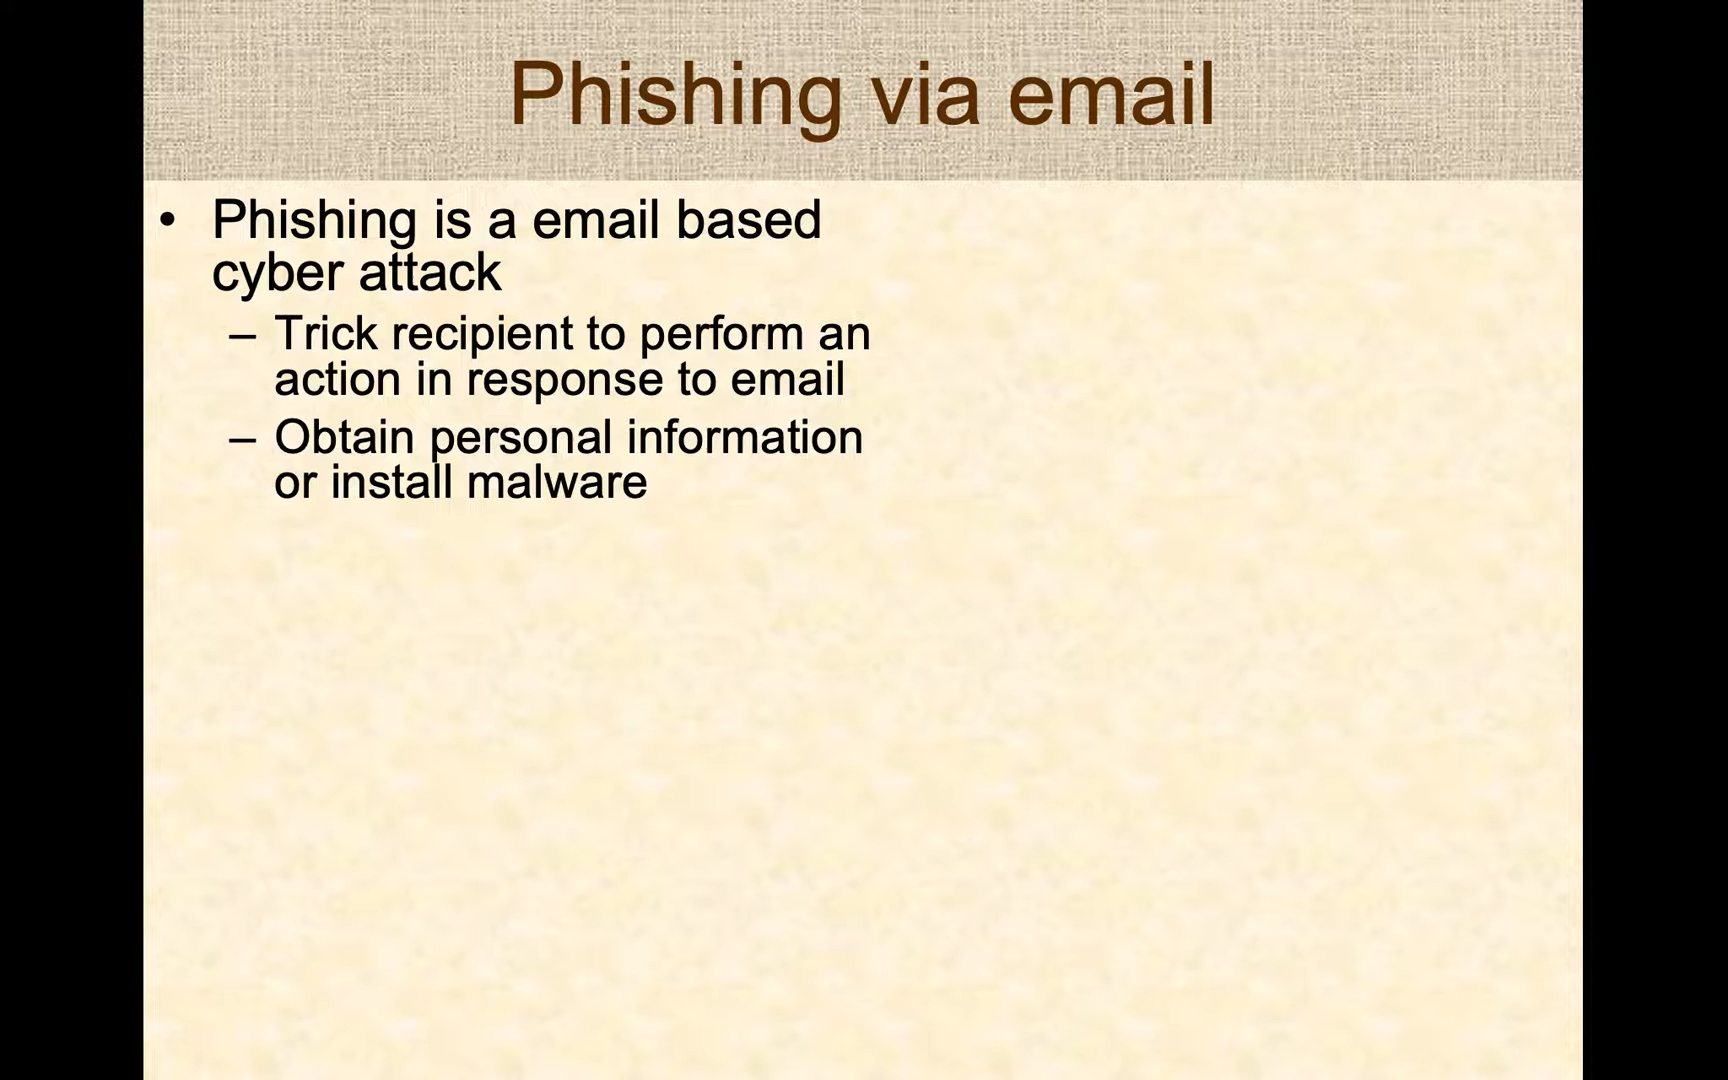 Phishing via email
• Phishing is a email based
cyber attack
– Trick recipient to perform an
action in response to email
– Obtain personal information
or install malware